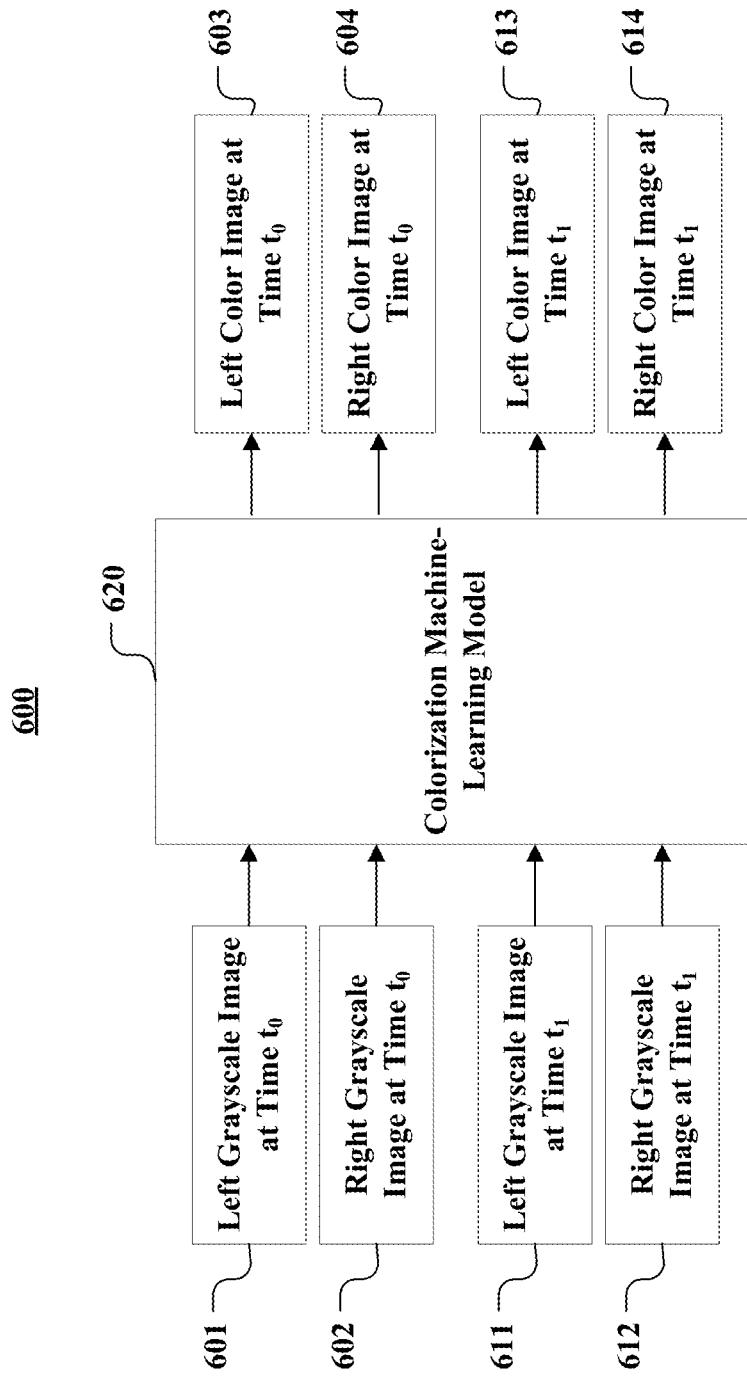 600
601
Left Grayscale Image
at Time t0
602
Right Grayscale
Image at Time t0
611
Left Grayscale Image
at Time t1
612
Right Grayscale
Image at Time t1
620
Colorization Machine-
Learning Model
603
Left Color Image at
Time t0
604
Right Color Image at
Time t0
613
Left Color Image at
Time t1
614
Right Color Image at
Time t1